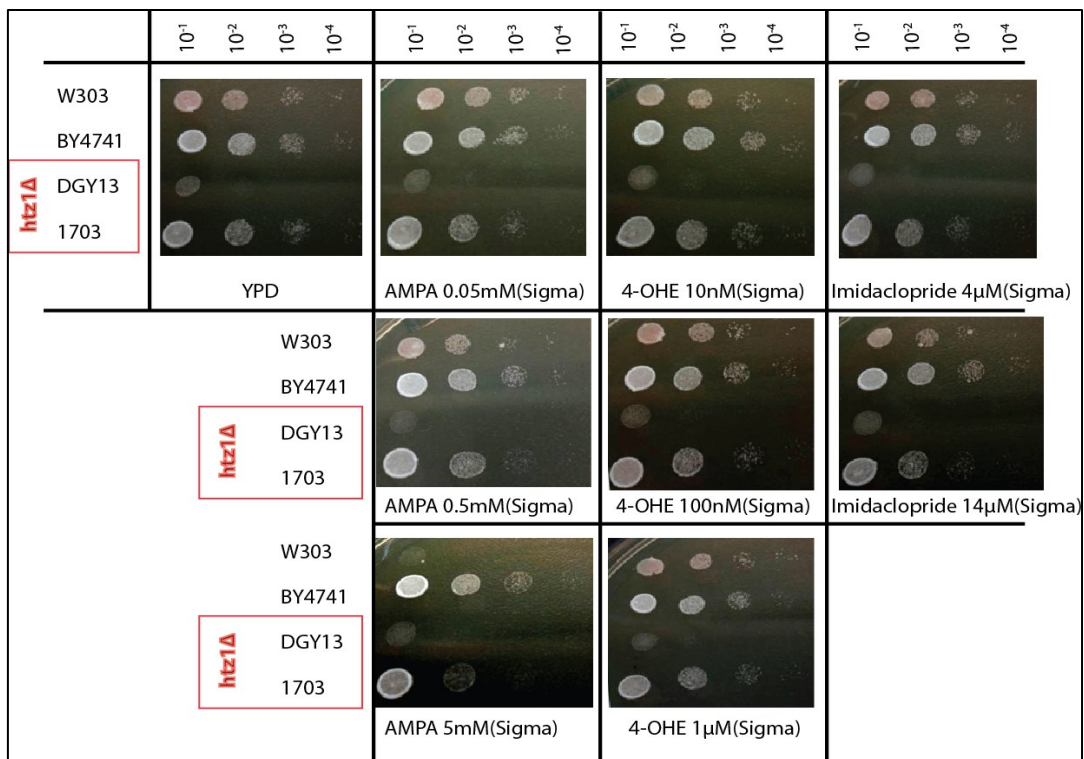 10-1 10-2 10-3 10-4 10-1 10-2 10-3 10-4 10-1 10-2 10-3 10-4 10-1 10-2 10-3 10-4
W303
BY4741
htz1Δ
DGY13
1703
YPD AMPA 0.05mM(Sigma) 4-OHE 10nM(Sigma) Imidaclopride 4µM(Sigma)
W303
BY4741
htz1Δ
DGY13
1703
AMPA 0.5mM(Sigma) 4-OHE 100nM(Sigma) Imidaclopride 14µM(Sigma)
W303
BY4741
htz1Δ
DGY13
1703
AMPA 5mM(Sigma) 4-OHE 1µM(Sigma)